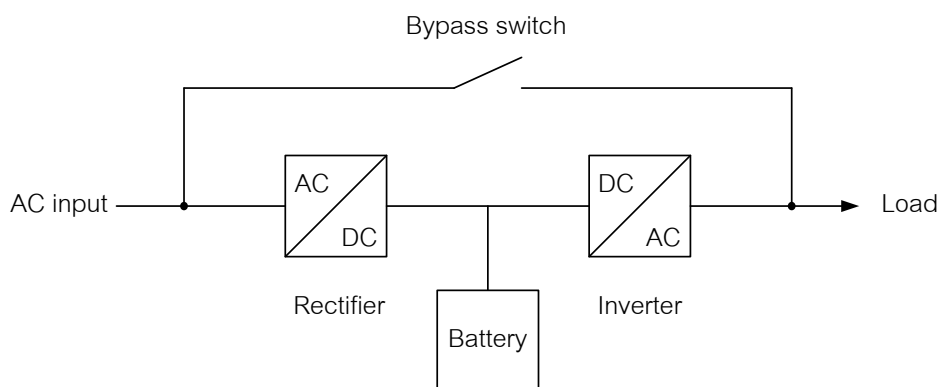 Bypass switch
AC input
AC
DC
DC
AC
Load
Rectifier
Inverter
Battery